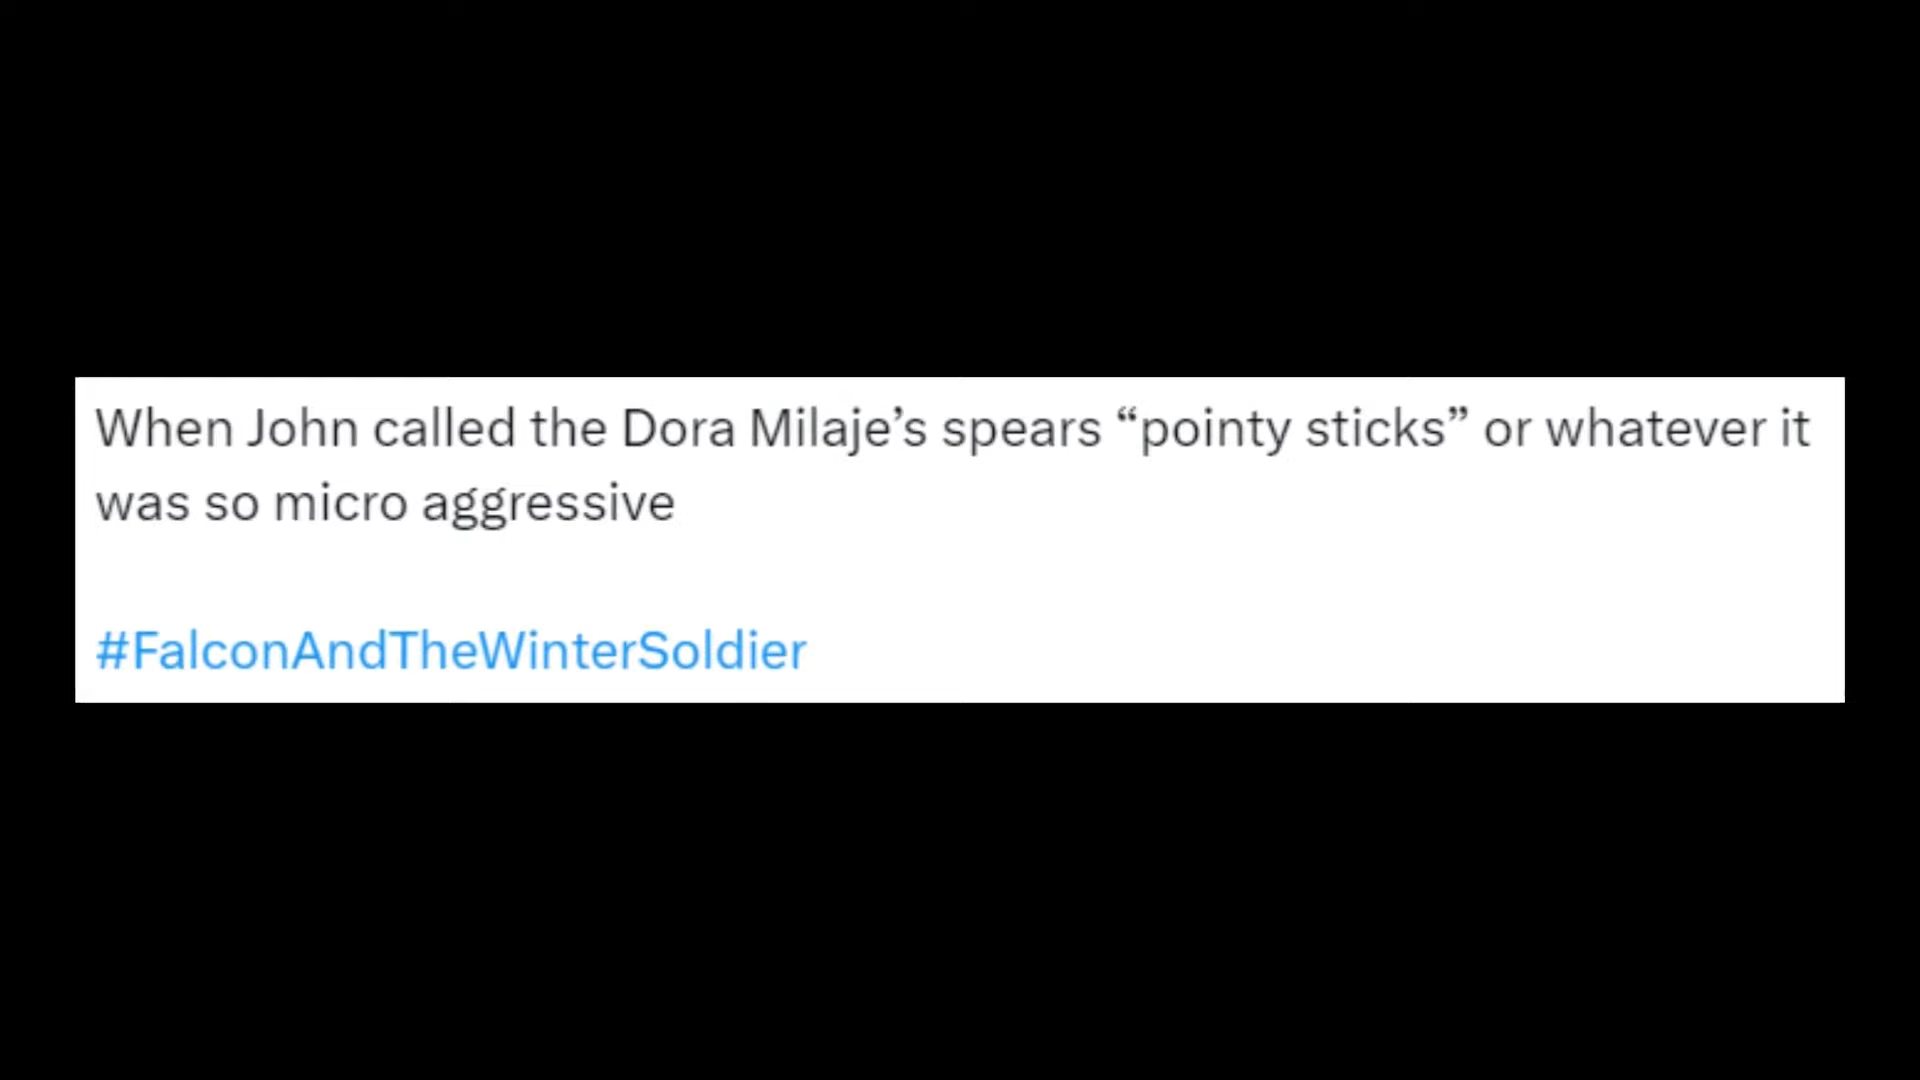 When John called the Dora Milaje’s spears “pointy sticks” or whatever it
was so micro aggressive
#FalconAndTheWinterSoldier